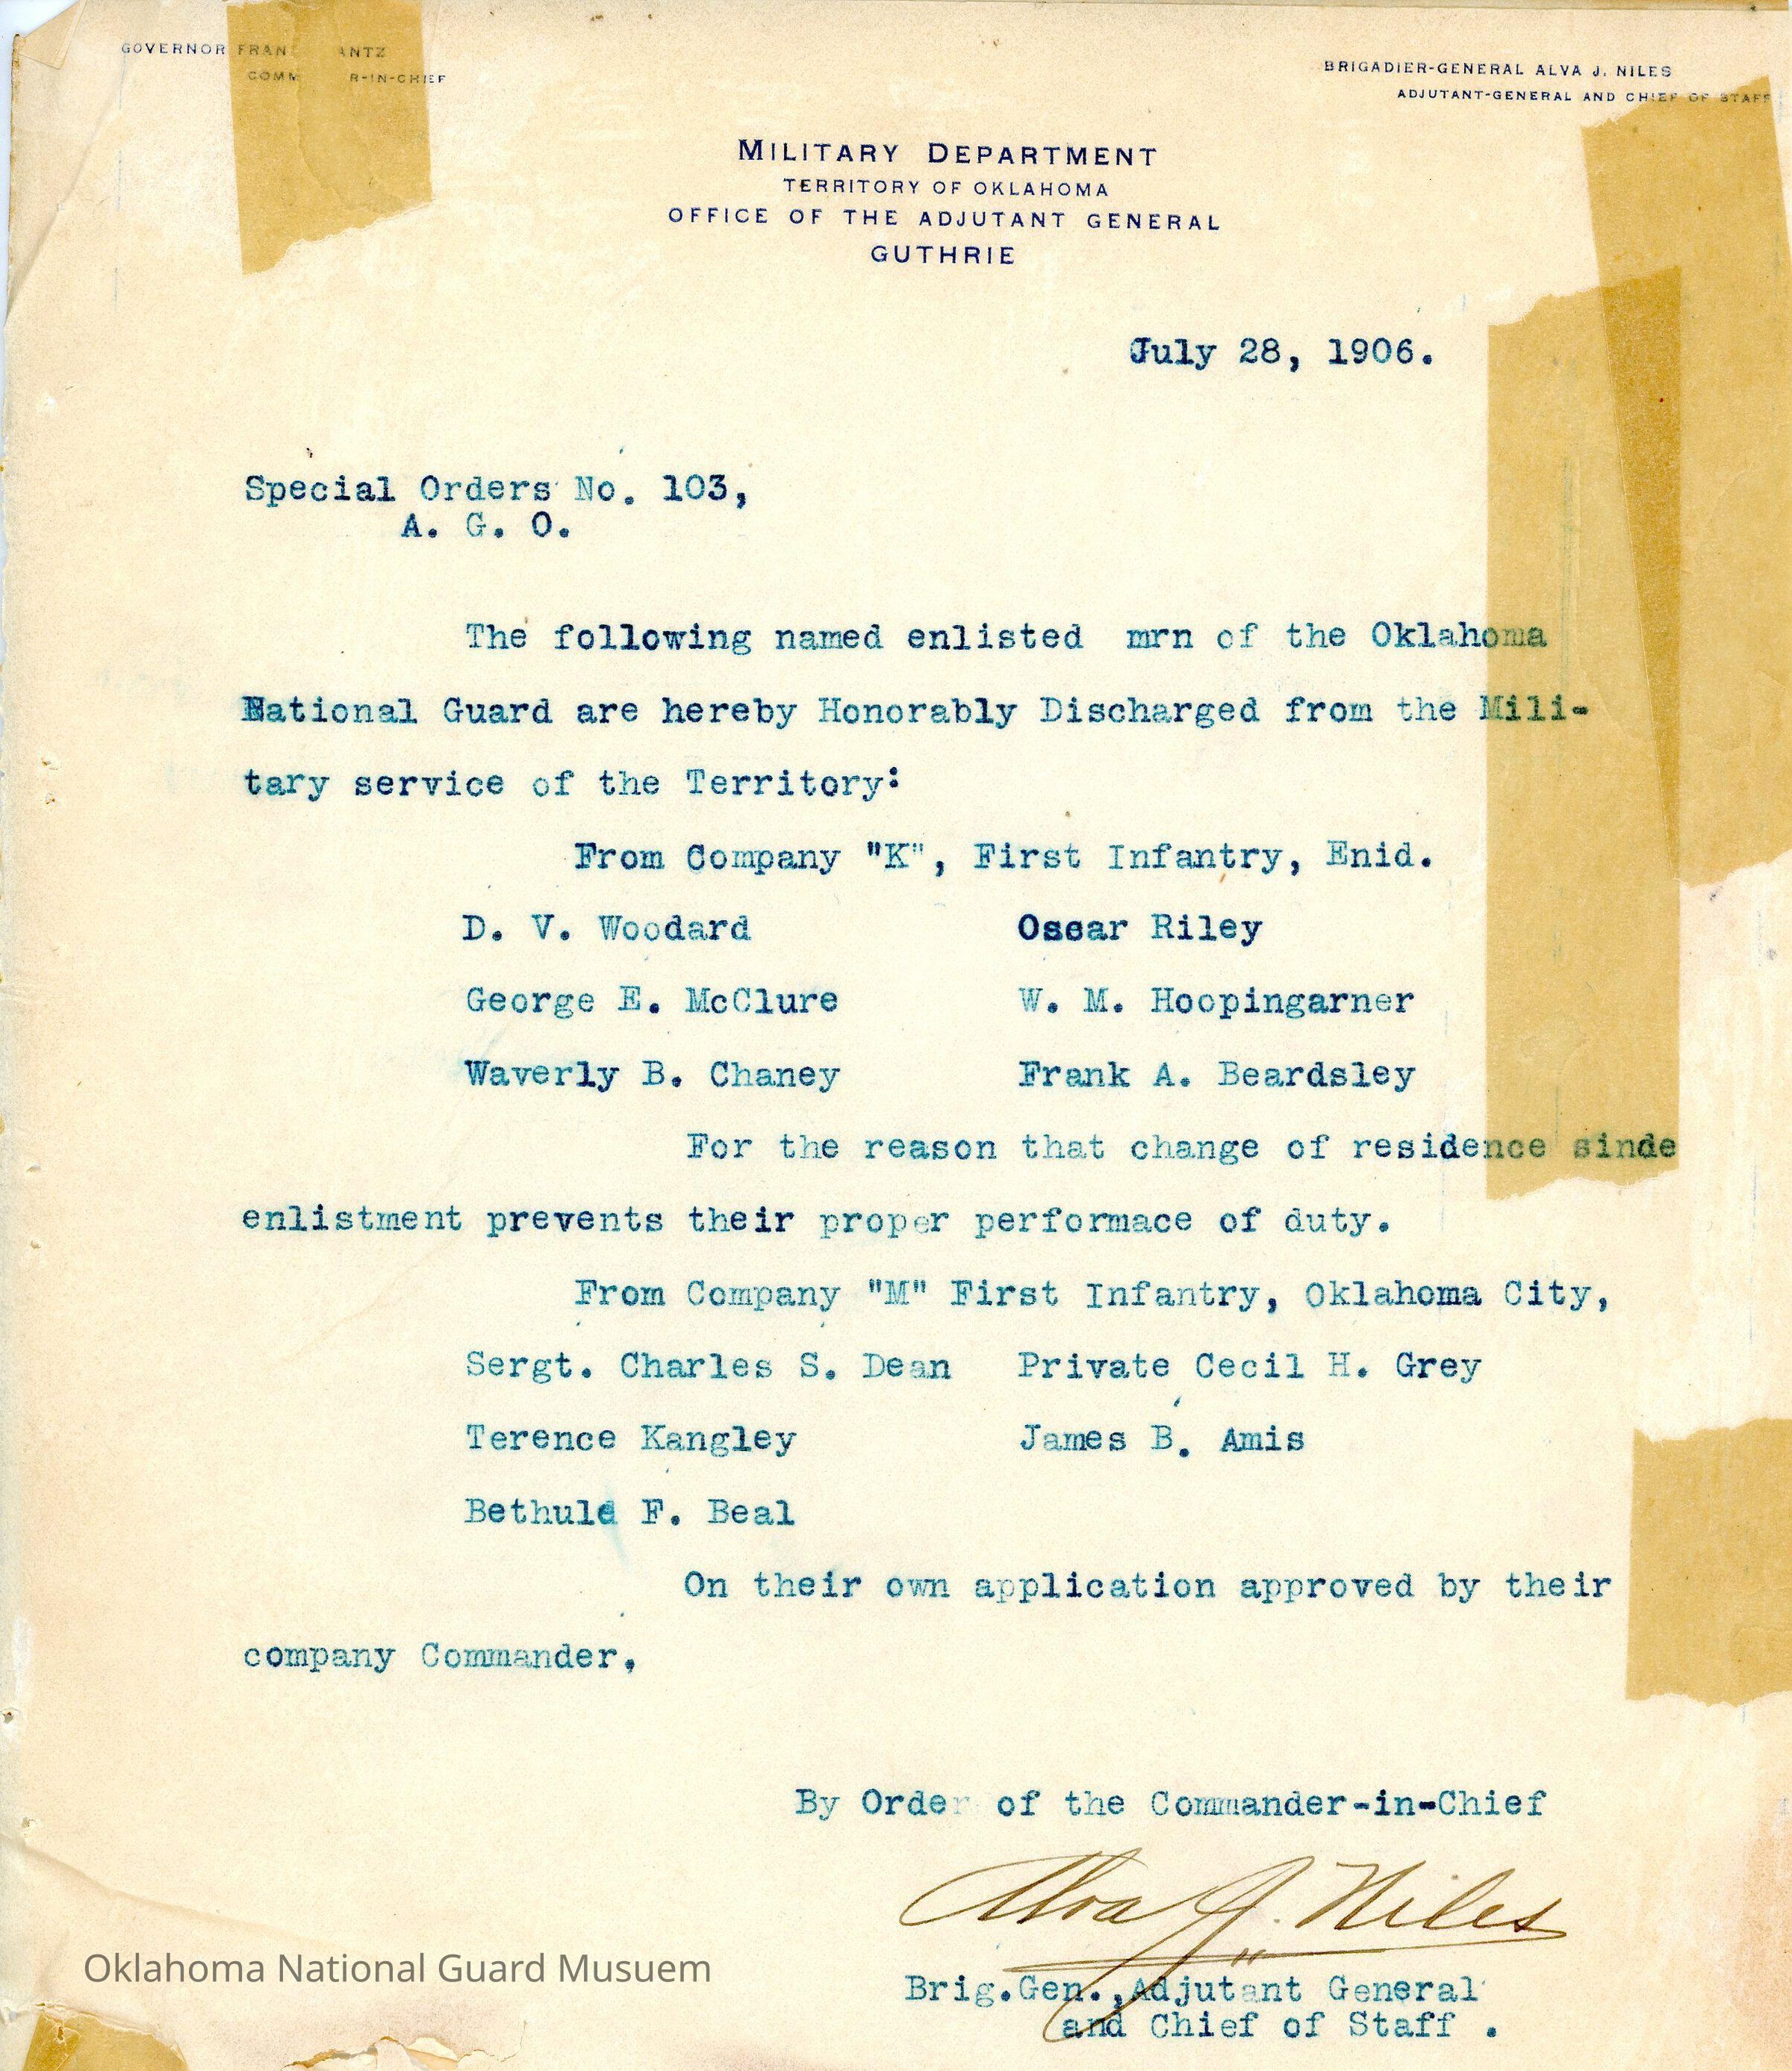 GOVERNOR FRAN ANTZ
COMM R-IN-CHIEF
BRIGADIER-GENERAL ALVA J. NILES
ADJUTANT-GENERAL AND CHIEF OF STAFF
MILITARY DEPARTMENT
TERRITORY OF OKLAHOMA
OFFICE OF THE ADJUTANT GENERAL
GUTHRIE
July 28, 1906.
Special Orders No. 103,
A. G. O.
The following named enlisted mrn of the Oklahoma
National Guard are hereby Honorably Discharged from the Mili-
tary service of the Territory:
From Company "K", First Infantry, Enid.
D. V. Woodard Oscar Riley
George E. McClure W. M. Hoopingarner
Waverly B. Chaney Frank A. Beardsley
For the reason that change of residence sinde
enlistment prevents their proper performace of duty.
From Company "M" First Infantry, Oklahoma City,
Sergt. Charles S. Dean Private Cecil H. Grey
Terence Kangley James B. Amis
F. Beal
On their own application approved by their
company Commander,
By Order of the Commander-in-Chief
Alva J. Niles
Brig.Gen.,Adjutant General
and Chief of Staff .
Oklahoma National Guard Musuem